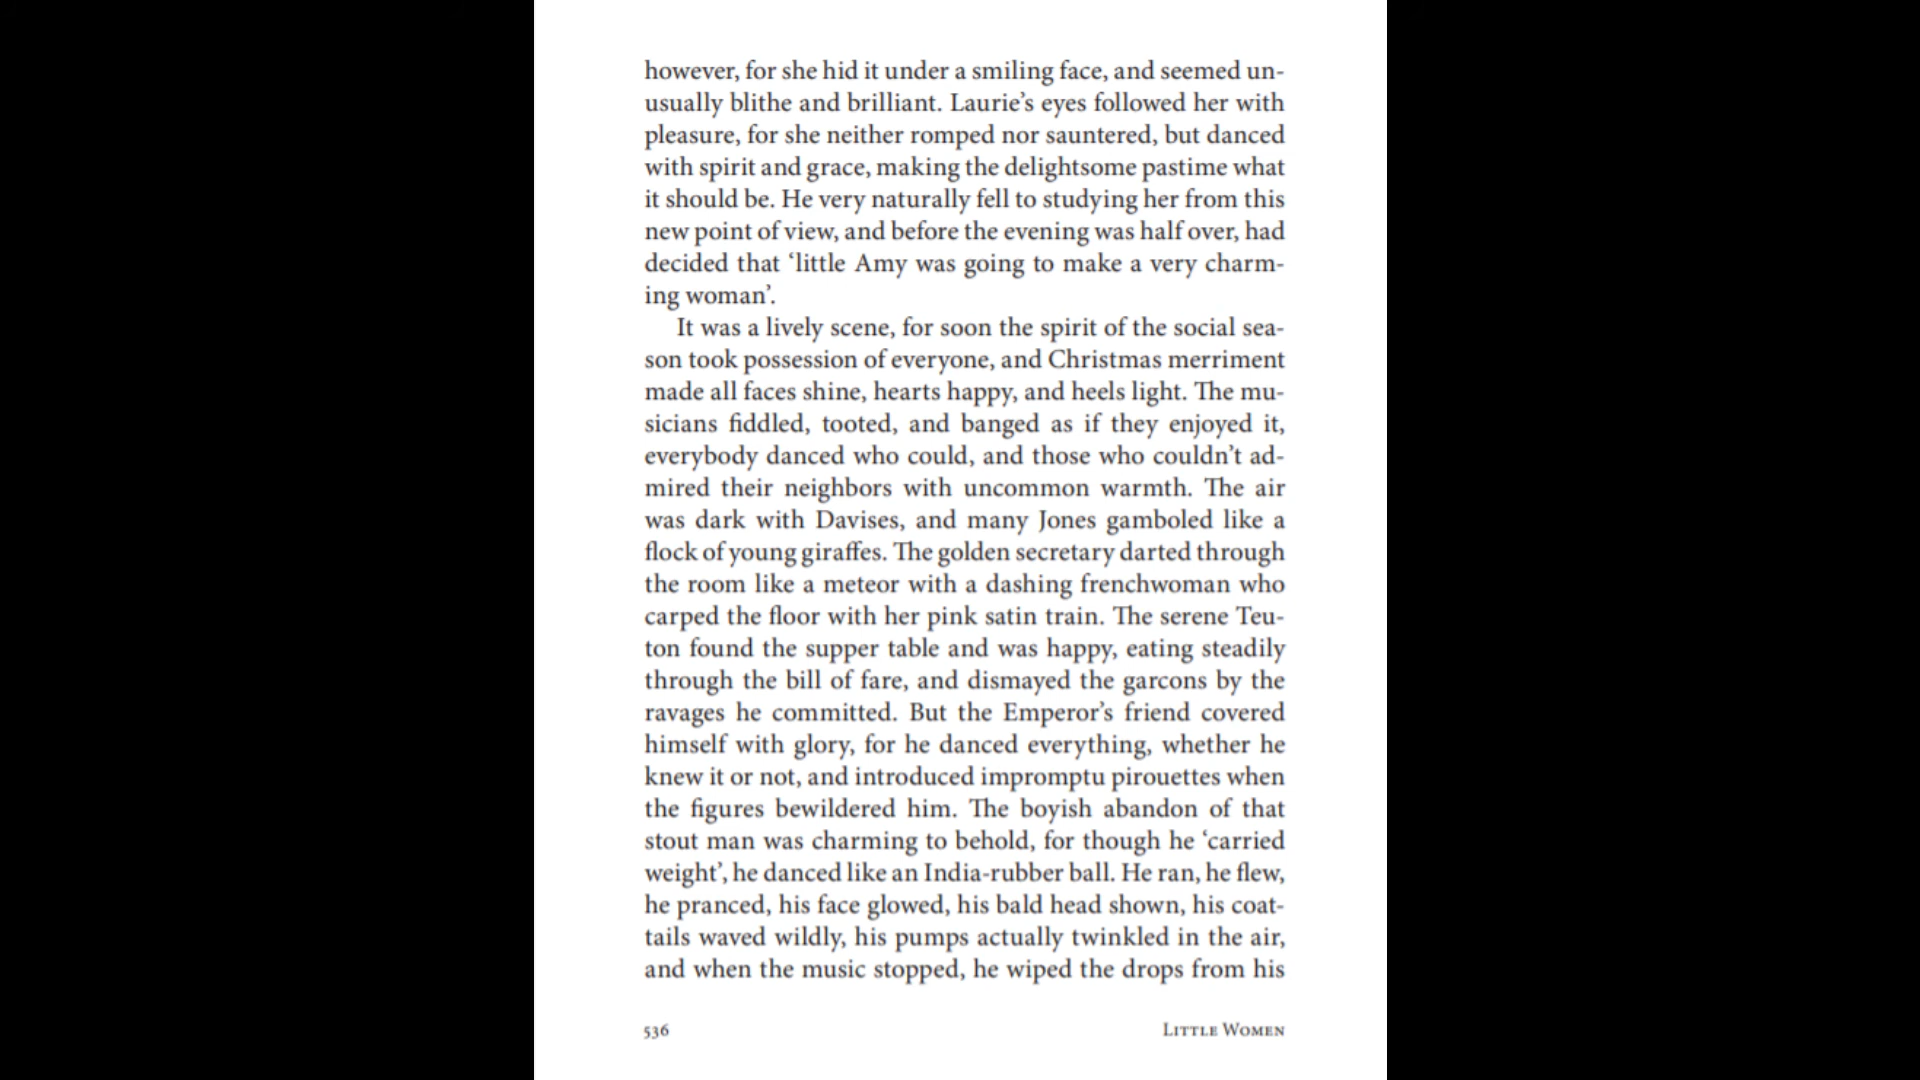 however, for she hid it under a smiling face, and seemed un-
usually blithe and brilliant. Laurie’s eyes followed her with
pleasure, for she neither romped nor sauntered, but danced
with spirit and grace, making the delightsome pastime what
it should be. He very naturally fell to studying her from this
new point of view, and before the evening was half over, had
decided that ‘little Amy was going to make a very charm-
ing woman’.
It was a lively scene, for soon the spirit of the social sea-
son took possession of everyone, and Christmas merriment
made all faces shine, hearts happy, and heels light. The mu-
sicians fiddled, tooted, and banged as if they enjoyed it,
everybody danced who could, and those who couldn’t ad-
mired their neighbors with uncommon warmth. The air
was dark with Davises, and many Jones gamboled like a
flock of young giraffes. The golden secretary darted through
the room like a meteor with a dashing frenchwoman who
carped the floor with her pink satin train. The serene Teu-
ton found the supper table and was happy, eating steadily
through the bill of fare, and dismayed the garcons by the
ravages he committed. But the Emperor’s friend covered
himself with glory, for he danced everything, whether he
knew it or not, and introduced impromptu pirouettes when
the figures bewildered him. The boyish abandon of that
stout man was charming to behold, for though he ‘carried
weight’, he danced like an India-rubber ball. He ran, he flew,
he pranced, his face glowed, his bald head shown, his coat-
tails waved wildly, his pumps actually twinkled in the air,
and when the music stopped, he wiped the drops from his
536 Little Women